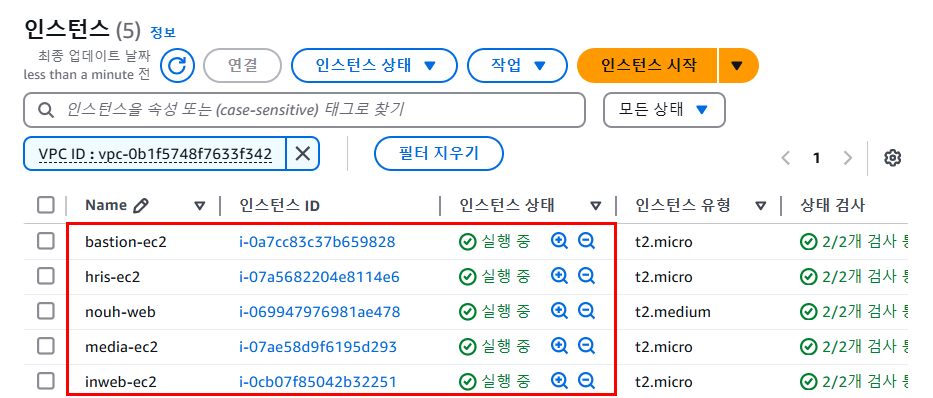 인스턴스 (5) 정보
최종 업데이트 날짜
less than a minute 전
연결
인스턴스 상태
작업
인스턴스 시작
인스턴스을 속성 또는 (case-sensitive) 태그로 찾기
모든 상태
VPC ID : vpc-0b1f5748f7633f342
필터 지우기
1
Name 인스턴스 ID 인스턴스 상태 인스턴스 유형 상태 검사
bastion-ec2 i-0a7cc83c37b659828 실행 중 t2.micro 2/2개 검사
hris-ec2 i-07a5682204e8114e6 실행 중 t2.micro 2/2개 검사
nouh-web i-069947976981ae478 실행 중 t2.medium 2/2개 검사
media-ec2 i-07ae58d9f6195d293 실행 중 t2.micro 2/2개 검사
inweb-ec2 i-0cb07f85042b32251 실행 중 t2.micro 2/2개 검사